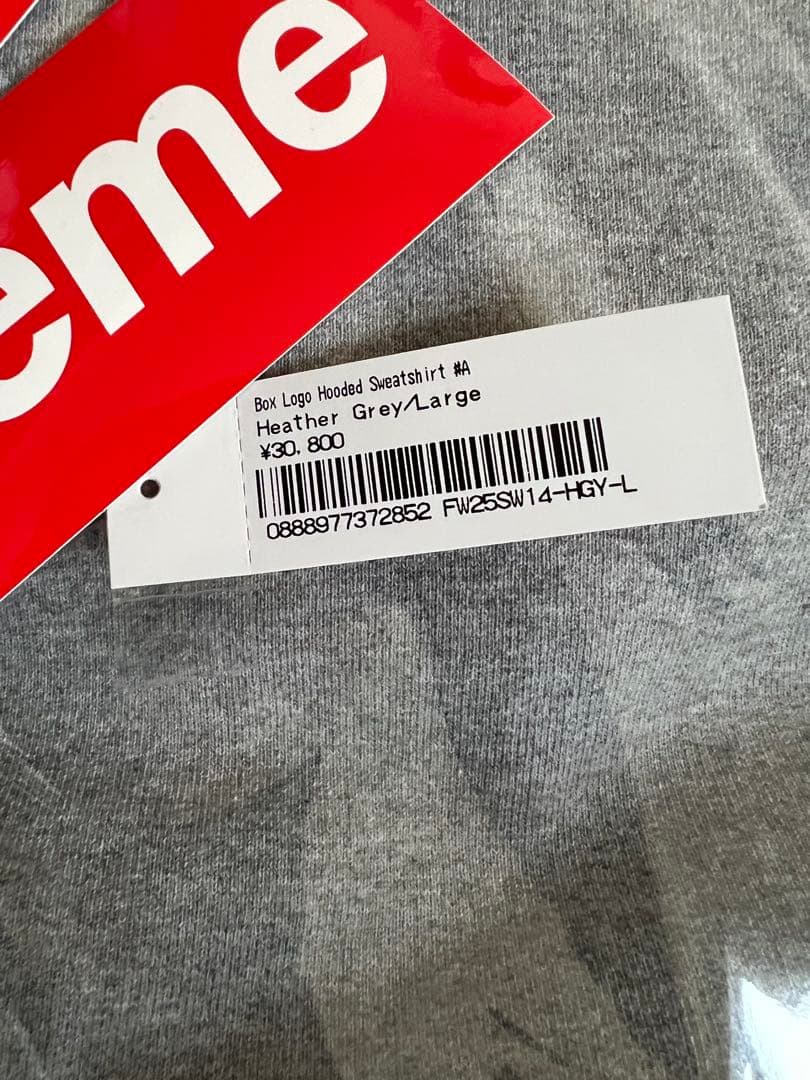 eme
Box Logo Hooded Sweatshirt #A
Heather Grey/Large
¥30,800
0888977372852 FW25SW14-HGY-L